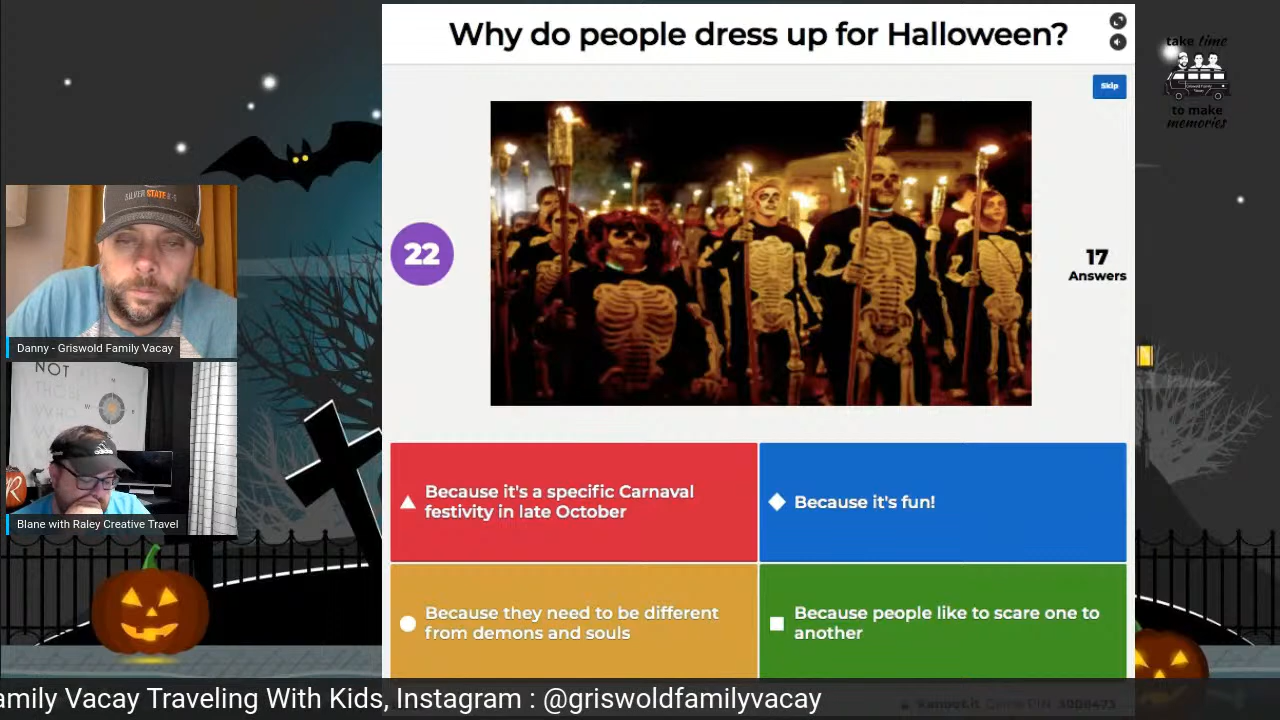 Why do people dress up for Halloween?
Skip
take time
to make
memories
SILVER STATE
22
17
Answers
Danny - Griswold Family Vacay
NOT
W
N
R
Blane with Raley Creative Travel
Because it's a specific Carnaval
festivity in late October
Because it's fun!
Because they need to be different
from demons and souls
Because people like to scare one to
another
amily Vacay Traveling With Kids, Instagram : @griswoldfamilyvacay